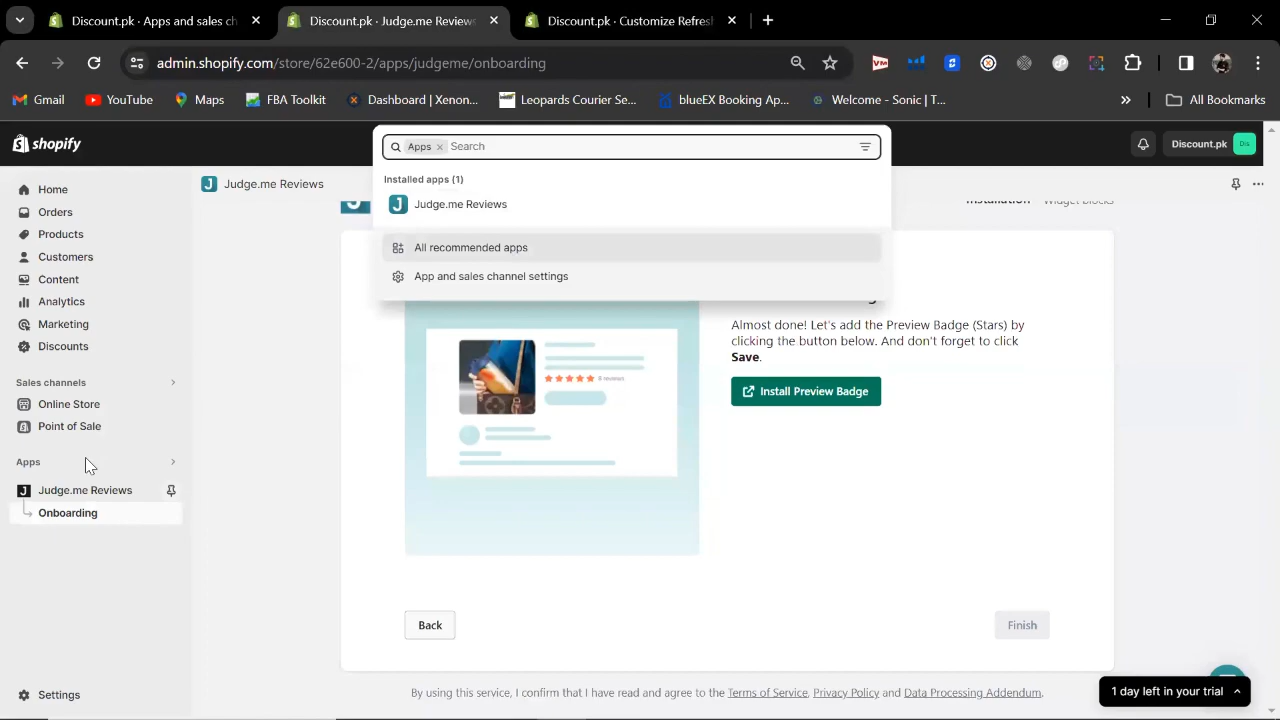 Discount.pk · Apps and sales ch
Discount.pk · Judge.me Reviews
Discount.pk · Customize Refresh
admin.shopify.com/store/62e600-2/apps/judgeme/onboarding
Gmail
YouTube
Maps
FBA Toolkit
Dashboard | Xenon...
Leopards Courier Se...
blueEX Booking Ap...
Welcome - Sonic | T...
All Bookmarks
shopify
Apps
Search
Discount.pk
Dis
Installed apps (1)
Judge.me Reviews
All recommended apps
App and sales channel settings
Home
Orders
Products
Customers
Content
Analytics
Marketing
Discounts
Sales channels
Online Store
Point of Sale
Apps
Judge.me Reviews
Onboarding
Settings
Judge.me Reviews
Installation
Widget Blocks
8 reviews
Almost done! Let's add the Preview Badge (Stars) by
clicking the button below. And don't forget to click
Save.
Install Preview Badge
Back
Finish
By using this service, I confirm that I have read and agree to the Terms of Service, Privacy Policy and Data Processing Addendum.
1 day left in your trial